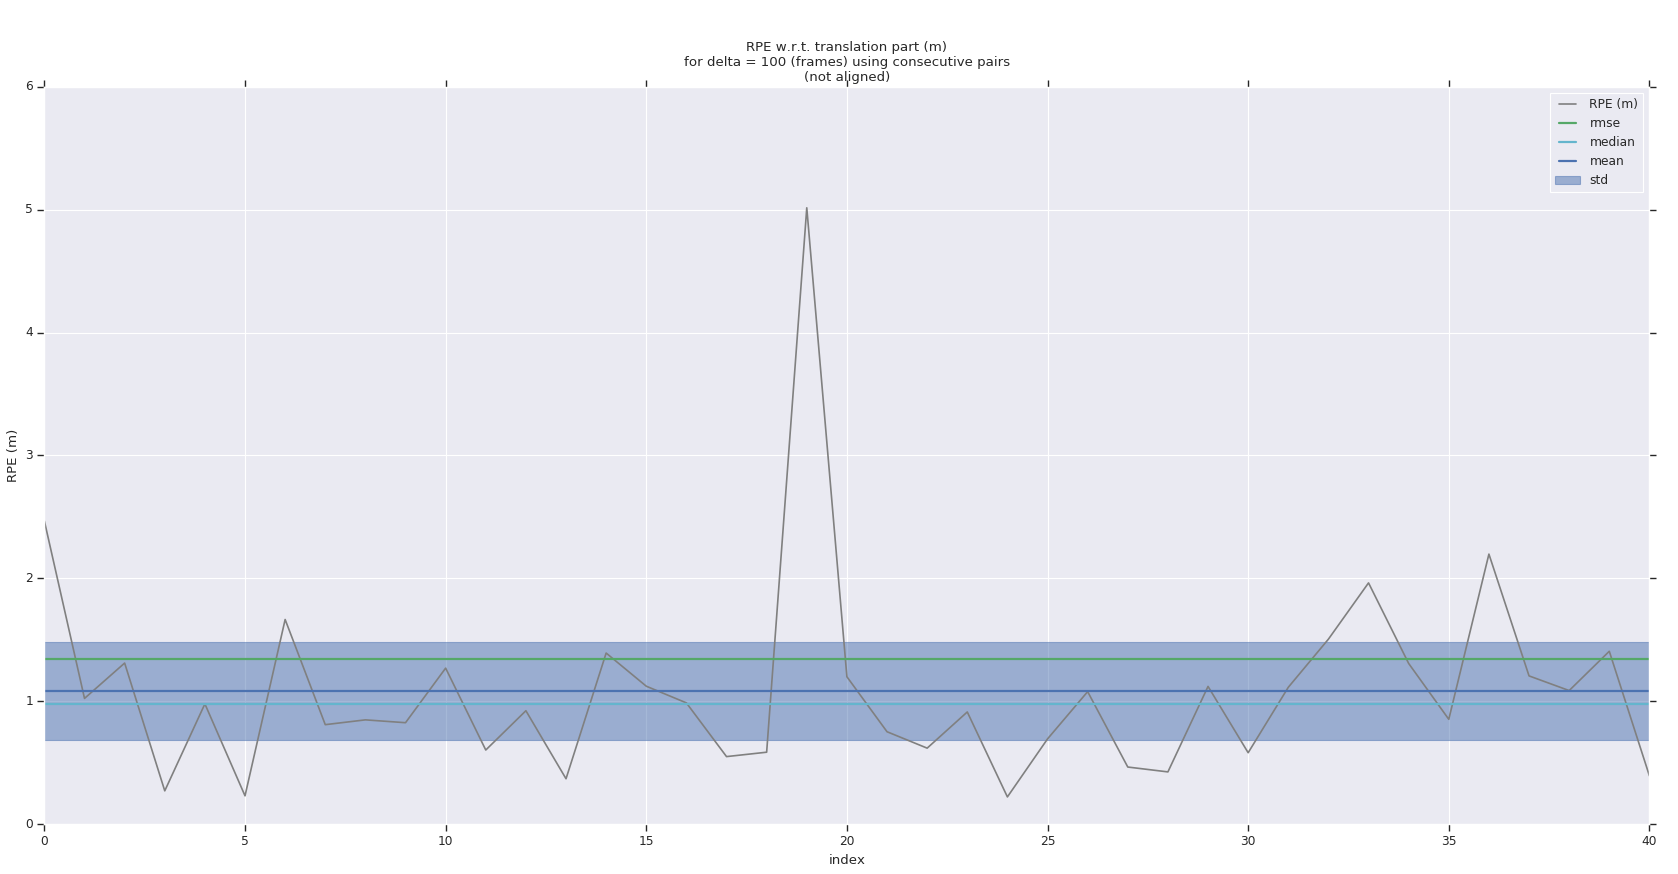 RPE w.r.t. translation part (m)
for delta = 100 (frames) using consecutive pairs
(not aligned)
6
5
4
3
2
1
0
RPE (m)
RPE (m)
rmse
median
mean
std
0 5 10 15 20 25 30 35 40
index